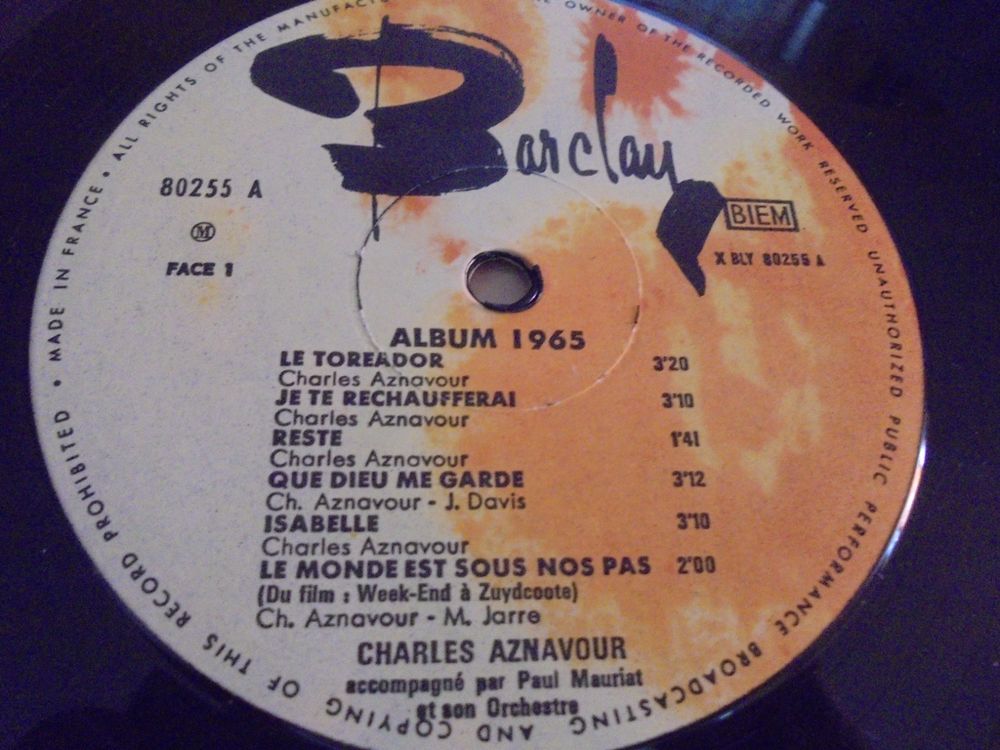 Barclay
80255 A
M
FACE 1
BIEM
X BLY 80255 A
ALBUM 1965
LE TOREADOR 3'20
Charles Aznavour
JE TE RECHAUFFERAI 3'10
Charles Aznavour
RESTE 1'41
Charles Aznavour
QUE DIEU ME GARDE 3'12
Ch. Aznavour - J. Davis
ISABELLE 3'10
Charles Aznavour
LE MONDE EST SOUS NOS PAS 2'00
(Du film : Week-End à Zuydcoote)
Ch. Aznavour - M. Jarre
CHARLES AZNAVOUR
accompagné par Paul Mauriat
et son Orchestre
MADE IN FRANCE • ALL RIGHTS OF THE MANUFACTO OWNER OF THE RECORDED WORK RESERVED UNAUTHORIZED PUBLIC PERFORMANCE BROADCASTING AND COPYING OF THIS RECORD PROHIBITED •